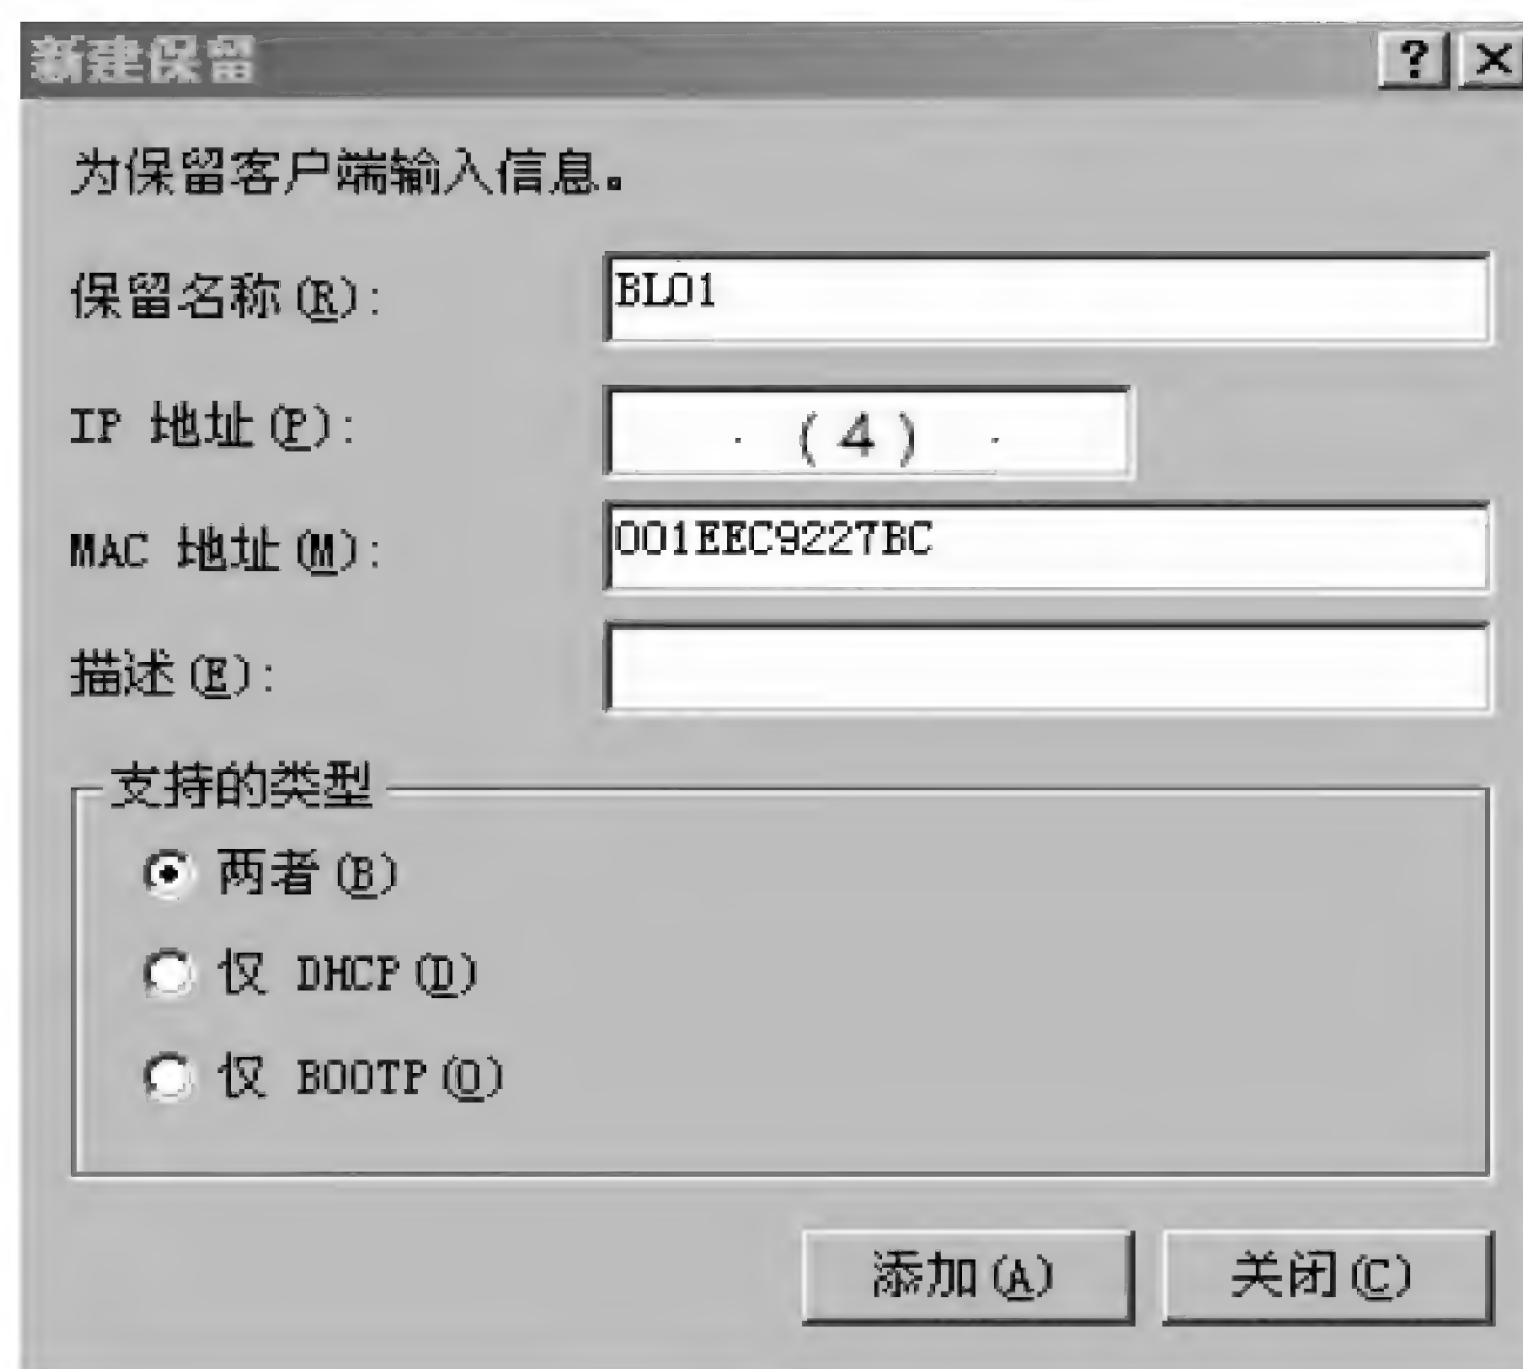 新建保留
为保留客户端输入信息。
保留名称(R): BL01
IP 地址(P): . (4) .
MAC 地址(M): 001EEC9227BC
描述(E):
支持的类型
两者(B)
仅 DHCP(D)
仅 BOOTP(O)
添加(A) 关闭(C)